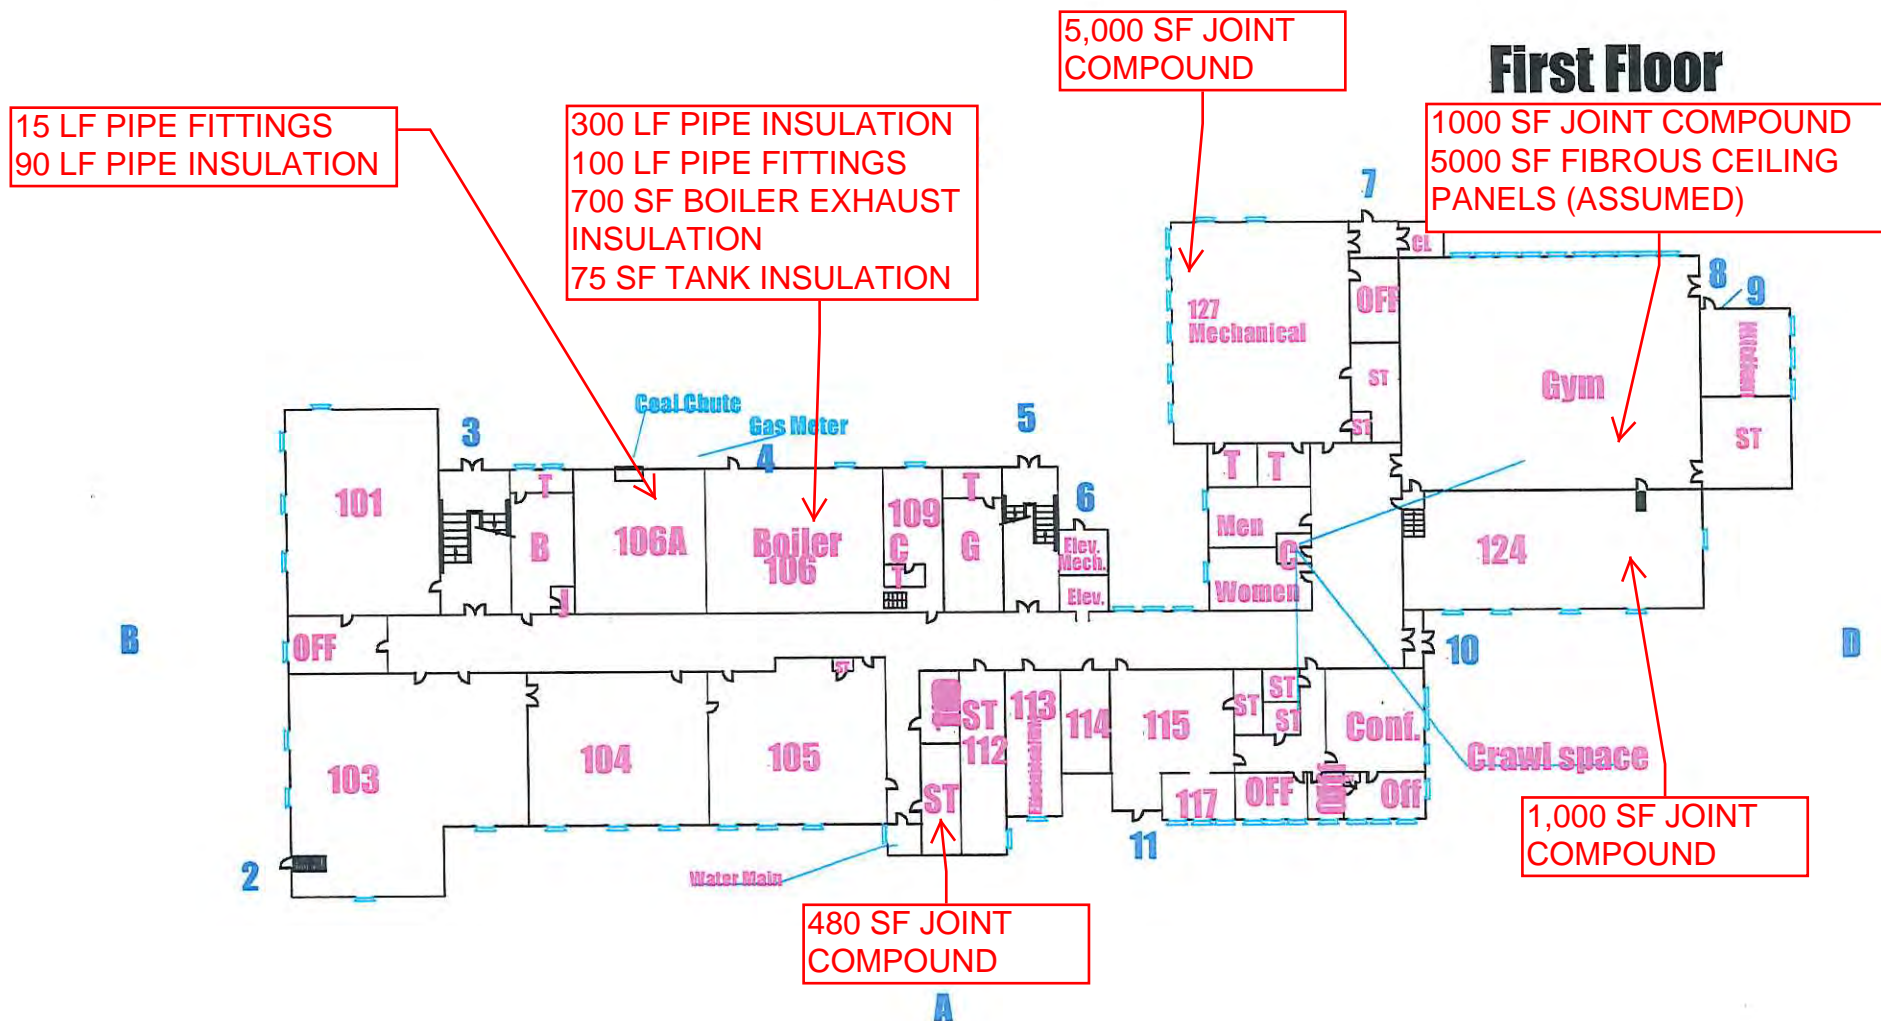 First Floor
5,000 SF JOINT
COMPOUND
15 LF PIPE FITTINGS
90 LF PIPE INSULATION
300 LF PIPE INSULATION
100 LF PIPE FITTINGS
700 SF BOILER EXHAUST
INSULATION
75 SF TANK INSULATION
1000 SF JOINT COMPOUND
5000 SF FIBROUS CEILING
PANELS (ASSUMED)
7
CL
8
9
OFF
127
Mechanical
Kitchen
Gym
ST
ST
ST
Coal Chute
Gas Meter
3
4
5
6
T
T
T
T
101
B
106A
Boiler
106
109
C
T
G
Elev.
Mech.
Elev.
Men
C
Women
124
J
B
OFF
10
D
ST
103
104
105
ST
112
113
114
115
ST
ST
ST
Conf.
Crawl space
ST
117
OFF
Off
2
11
Water Main
1,000 SF JOINT
COMPOUND
480 SF JOINT
COMPOUND
A